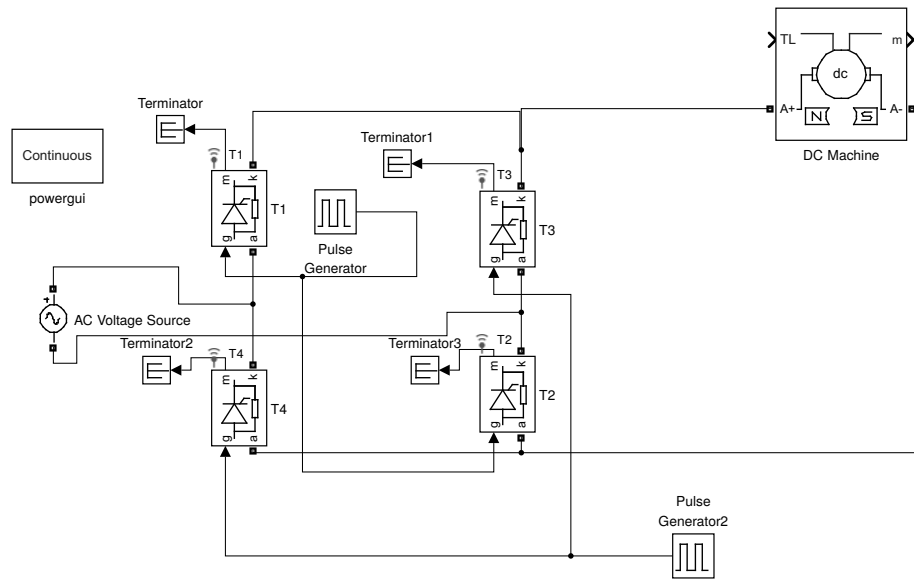 TL
m
dc
A+
N
S
A-
DC Machine
Terminator
Continuous
powergui
T1
m
k
T1
g
a
Pulse
Generator
Terminator1
T3
m
k
T3
g
a
+
AC Voltage Source
Terminator2
T4
m
k
T4
g
a
Terminator3
T2
m
k
T2
g
a
Pulse
Generator2